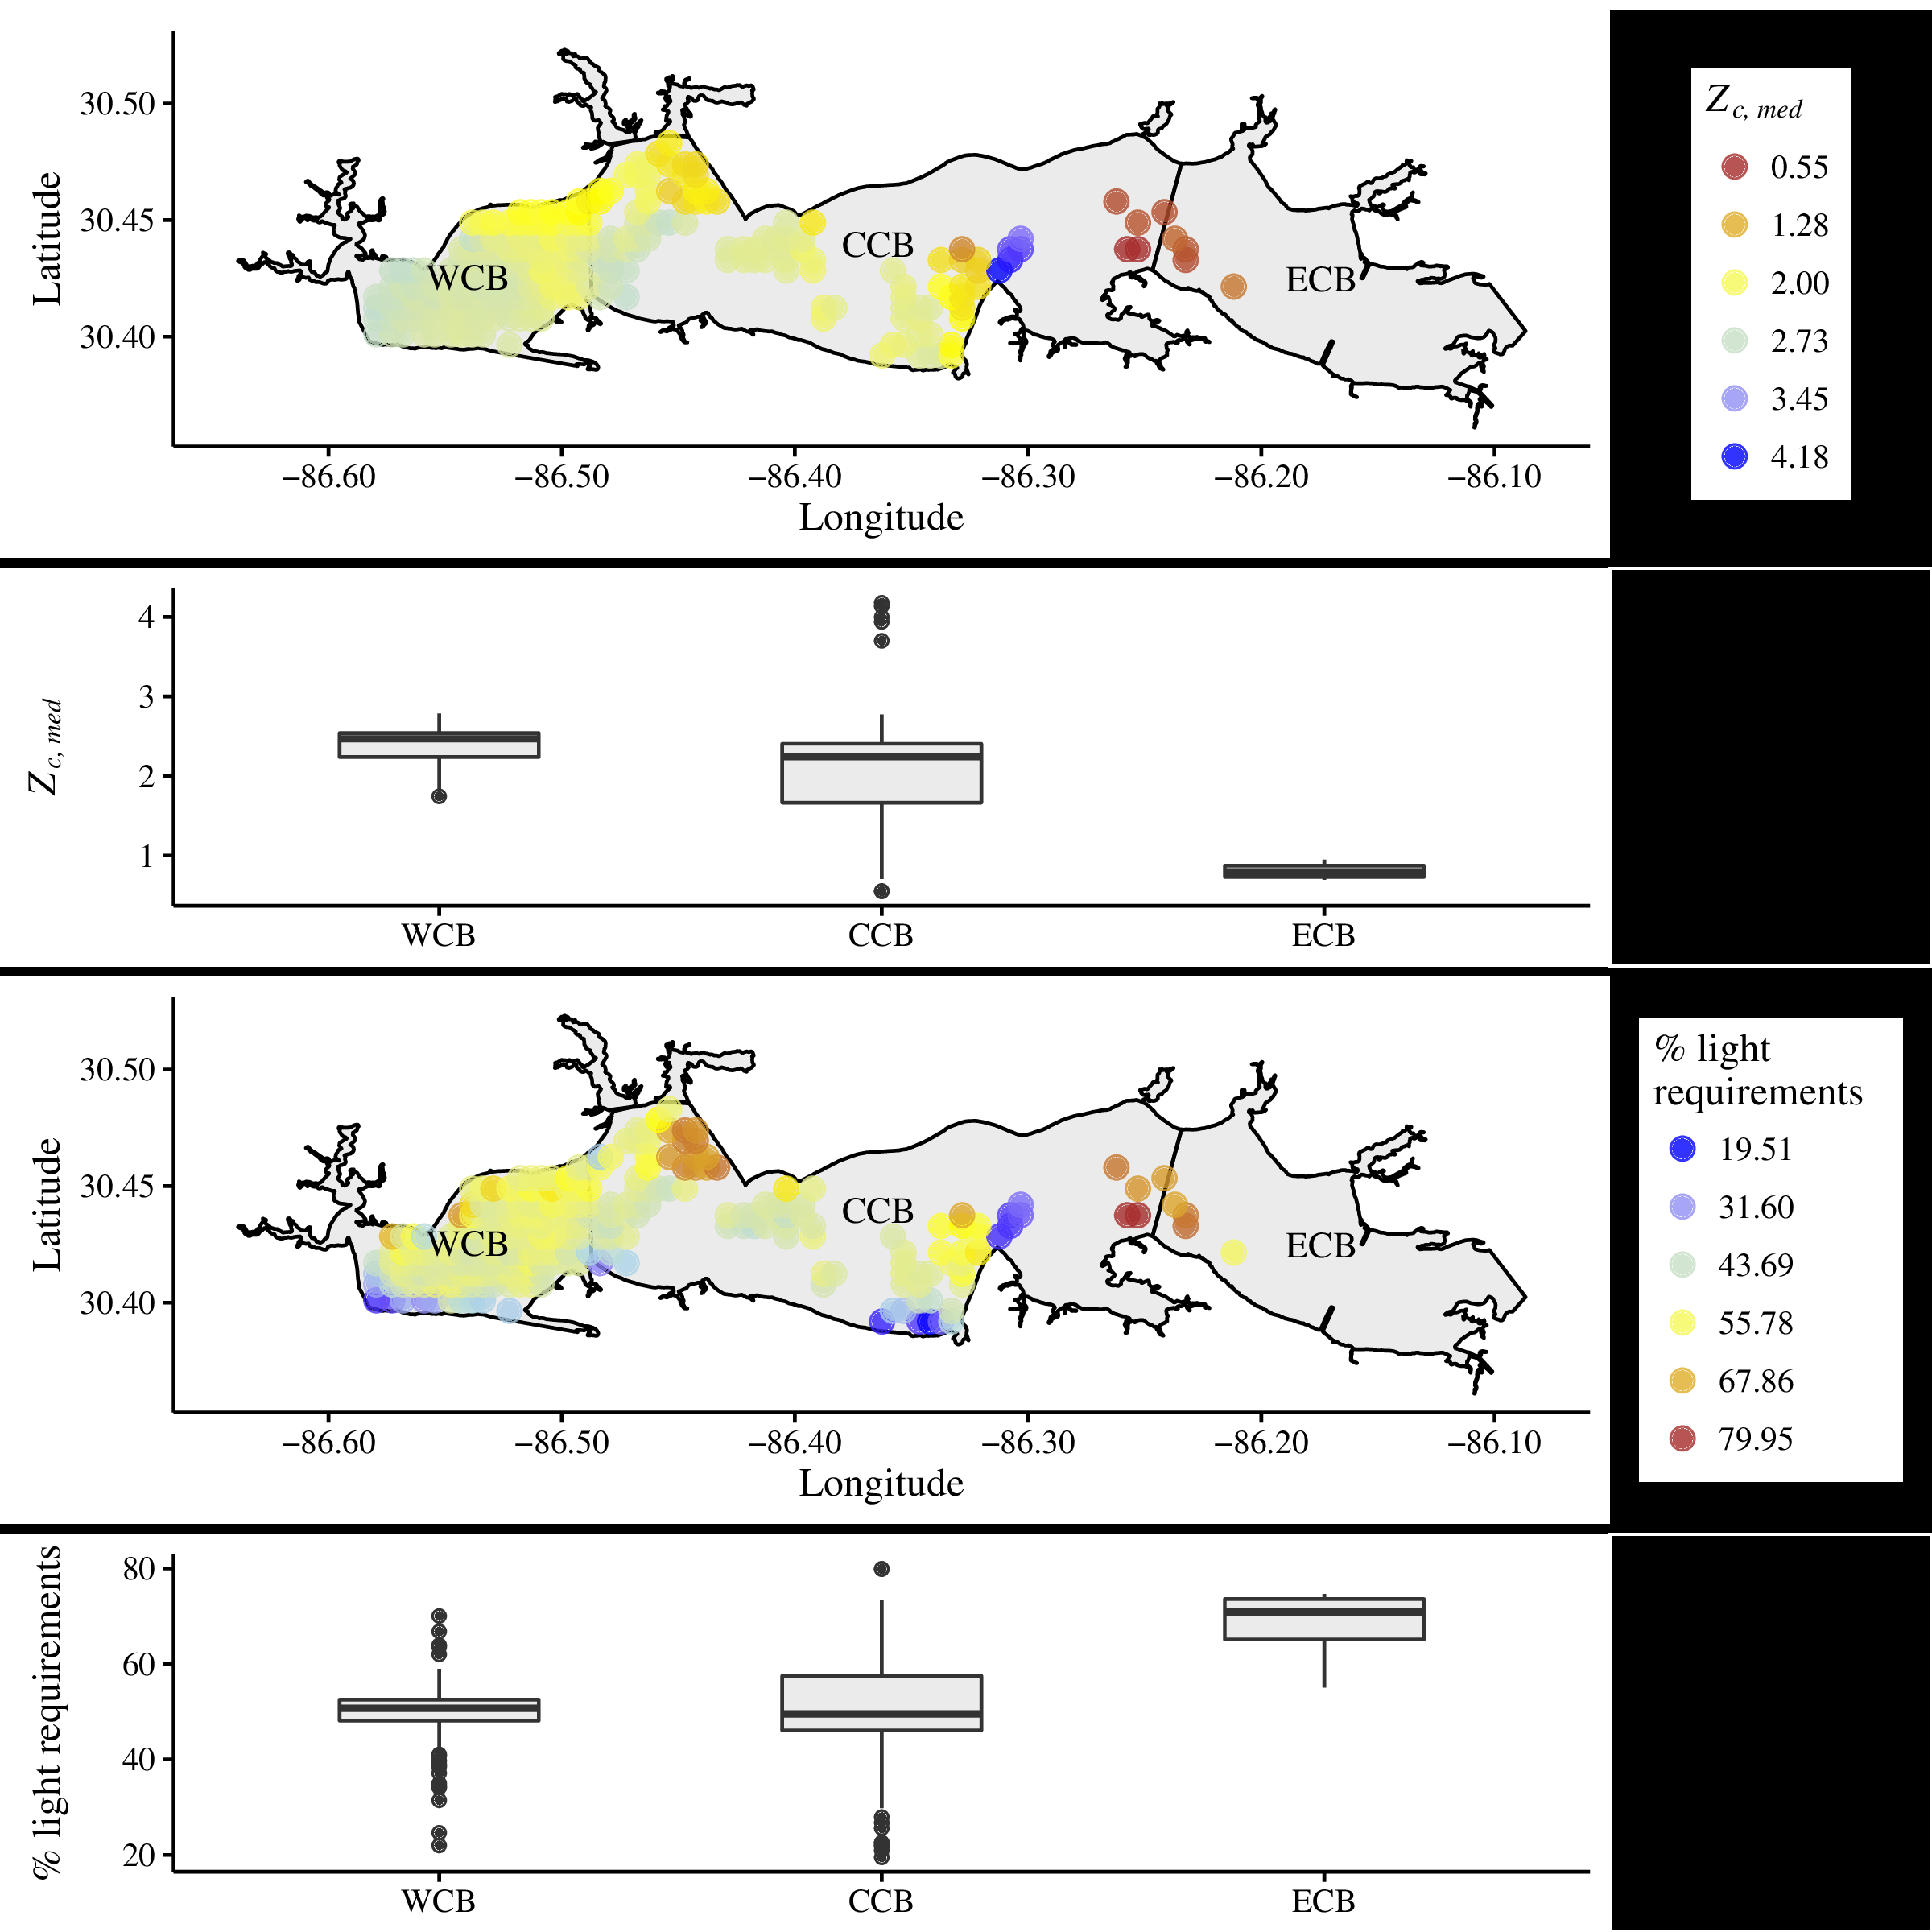 30.50
30.45
30.40
Latitude
WCB
CCB
ECB
−86.60 −86.50 −86.40 −86.30 −86.20 −86.10
Longitude
Z c, med
0.55
1.28
2.00
2.73
3.45
4.18
4
3
2
1
Z c, med
WCB CCB ECB
30.50
30.45
30.40
Latitude
WCB
CCB
ECB
−86.60 −86.50 −86.40 −86.30 −86.20 −86.10
Longitude
% light
requirements
19.51
31.60
43.69
55.78
67.86
79.95
80
60
40
20
% light requirements
WCB CCB ECB